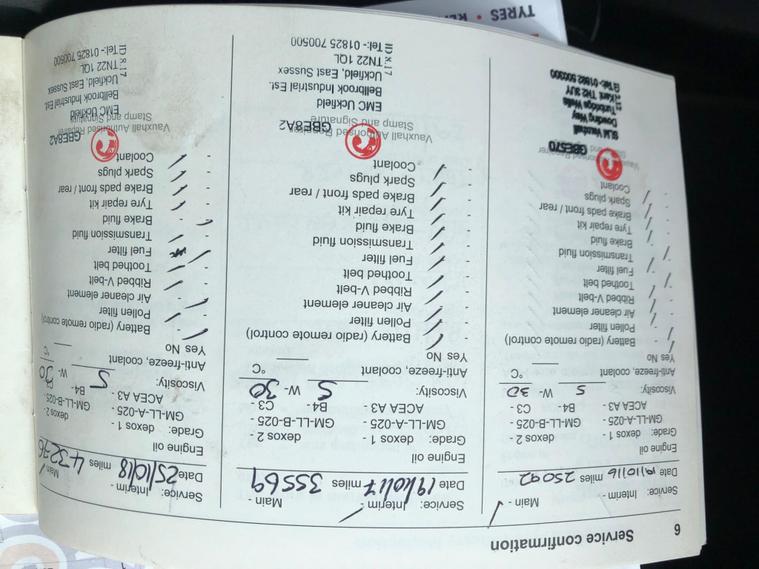 6
Service confirmation
Service: Interim - Main -
Date 19/10/16 miles 25092
Engine oil
Grade: dexos 1 - dexos 2 -
GM-LL-A-025 - GM-LL-B-025 -
ACEA A3 - B4 - C3 -
Viscosity: 5 W- 30
Anti-freeze, coolant °C
Yes No
- Battery (radio remote control)
- Pollen filter
- Air cleaner element
- Ribbed V-belt
- Toothed belt
- Fuel filter
- Transmission fluid
- Brake fluid
- Tyre repair kit
- Brake pads front / rear
- Spark plugs
- Coolant
GBE570
SLM Vauxhall
Dowding Way
Tunbridge Wells
Kent. TN2 3UY
Service: Interim - Main -
Date 19/10/17 miles 35569
Engine oil
Grade: dexos 1 - dexos 2 -
GM-LL-A-025 - GM-LL-B-025 -
ACEA A3 - B4 - C3 -
Viscosity: 5 W- 30
Anti-freeze, coolant °C
Yes No
- Battery (radio remote control)
- Pollen filter
- Air cleaner element
- Ribbed V-belt
- Toothed belt
- Fuel filter
- Transmission fluid
- Brake fluid
- Tyre repair kit
- Brake pads front / rear
- Spark plugs
- Coolant
Vauxhall Authorised Repairer
GBE8A2
Stamp and Signature
EMC Uckfield
Bellbrook Industrial Est.
Uckfield, East Sussex
TN22 1QL
Tel:- 01825 700500
Service: Interim - Main -
Date 25/10/18 miles 43276
Engine oil
Grade: dexos 1 - dexos 2 -
GM-LL-A-025 - GM-LL-B-025 -
ACEA A3 - B4 - C3
Viscosity: 5 W- 30
Anti-freeze, coolant °C
Yes No
- Battery (radio remote control)
- Pollen filter
- Air cleaner element
- Ribbed V-belt
- Toothed belt
- Fuel filter
- Transmission fluid
- Brake fluid
- Tyre repair kit
- Brake pads front / rear
- Spark plugs
- Coolant
Vauxhall Authorised Repairer
GBE8A2
Stamp and Signature
EMC Uckfield
Bellbrook Industrial Est.
Uckfield, East Sussex
TN22 1QL
Tel:- 01825 700500
TYRES •